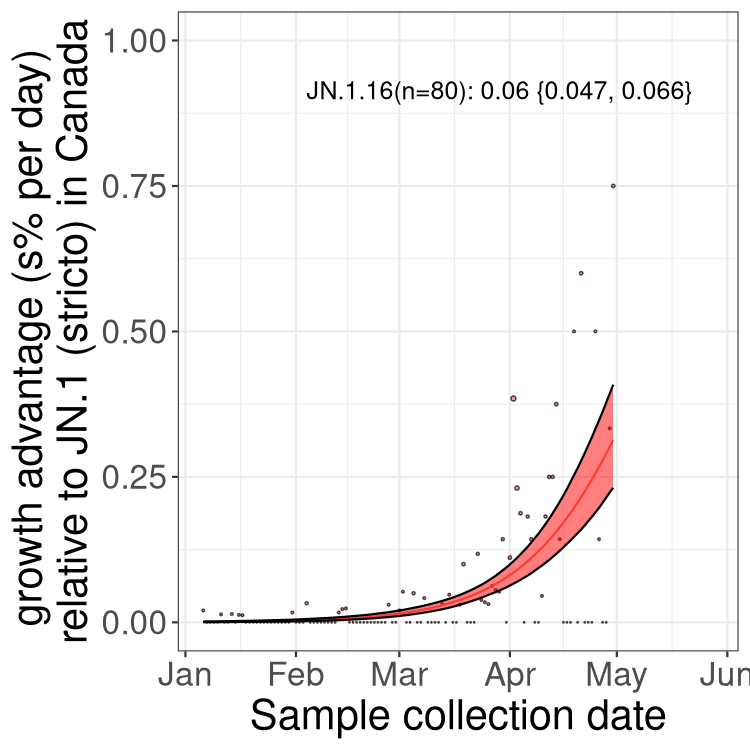 growth advantage (s% per day)
relative to JN.1 (stricto) in Canada
1.00
0.75
0.50
0.25
0.00
JN.1.16(n=80): 0.06 {0.047, 0.066}
Jan Feb Mar Apr May Jun
Sample collection date